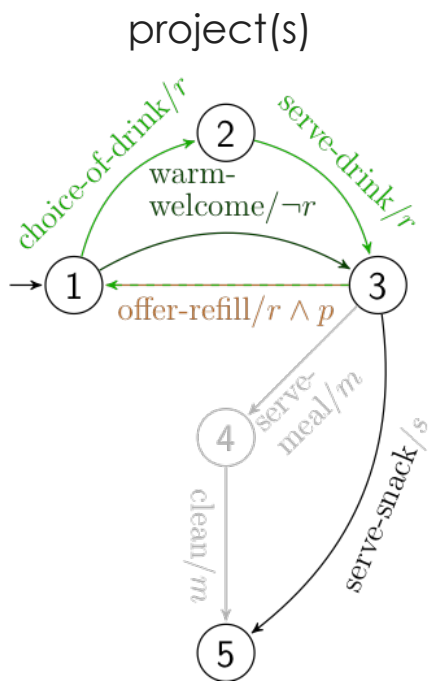 project(s)
choice-of-drink/r
2
serve-drink/r
warm-
welcome/¬r
1
3
offer-refill/r ∧ p
serve-
meal/m
4
clean/m
serve-snack/s
5